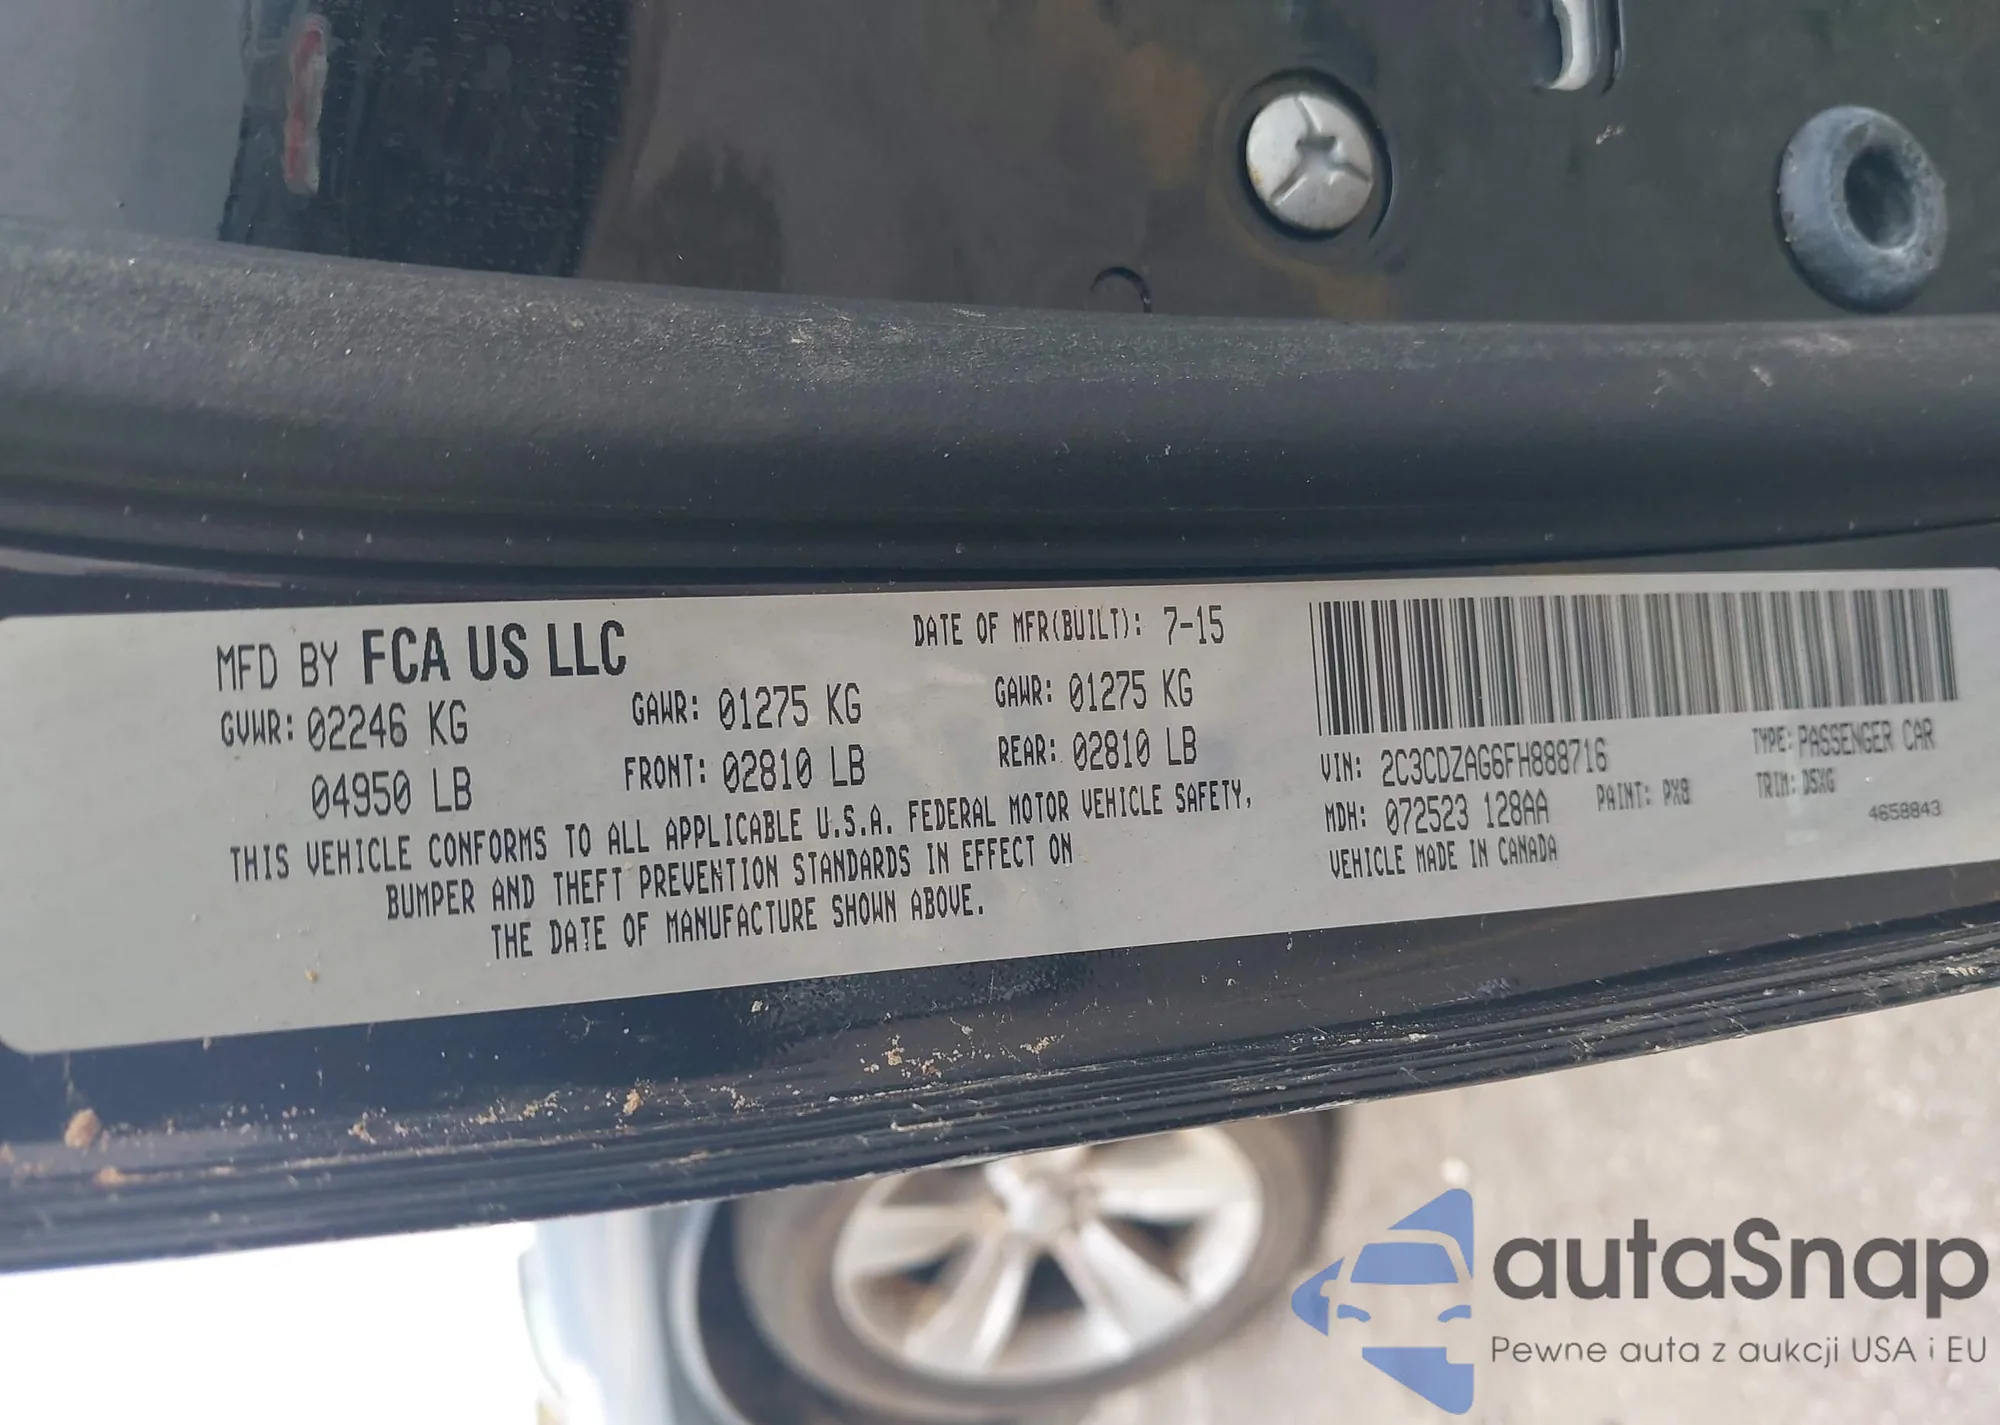 MFD BY FCA US LLC
DATE OF MFR(BUILT): 7-15
GVWR: 02246 KG
04950 LB
GAWR: 01275 KG
FRONT: 02810 LB
GAWR: 01275 KG
REAR: 02810 LB
THIS VEHICLE CONFORMS TO ALL APPLICABLE U.S.A. FEDERAL MOTOR VEHICLE SAFETY,
BUMPER AND THEFT PREVENTION STANDARDS IN EFFECT ON
THE DATE OF MANUFACTURE SHOWN ABOVE.
VIN: 2C3CDZAG6FH888716
TYPE: PASSENGER CAR
MDH: 072523 128AA
PAINT: PX8
TRIM: D5XG
VEHICLE MADE IN CANADA
4658843
autaSnap
Pewne auta z aukcji USA i EU